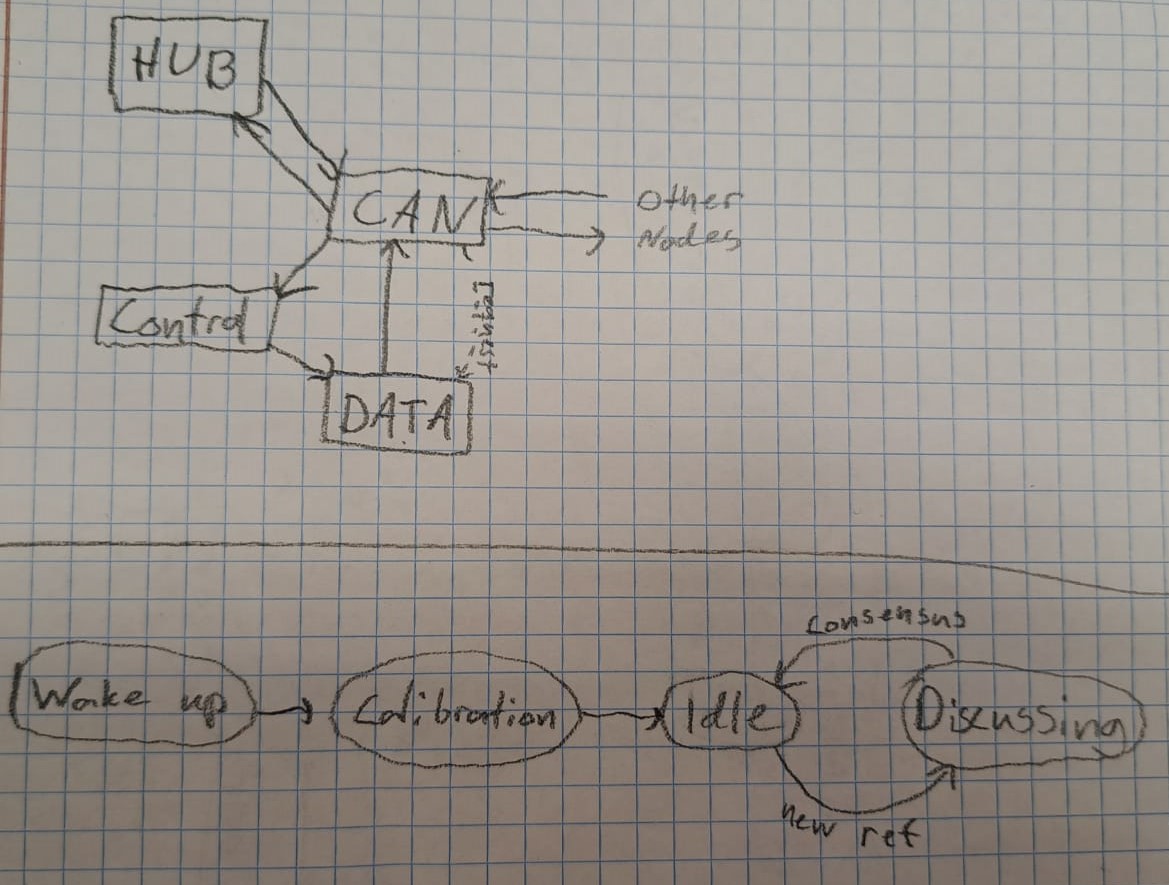 HUB
CAN
Other
Nodes
request
Control
DATA
consensus
Wake up
Calibration
Idle
Discussing
new ref